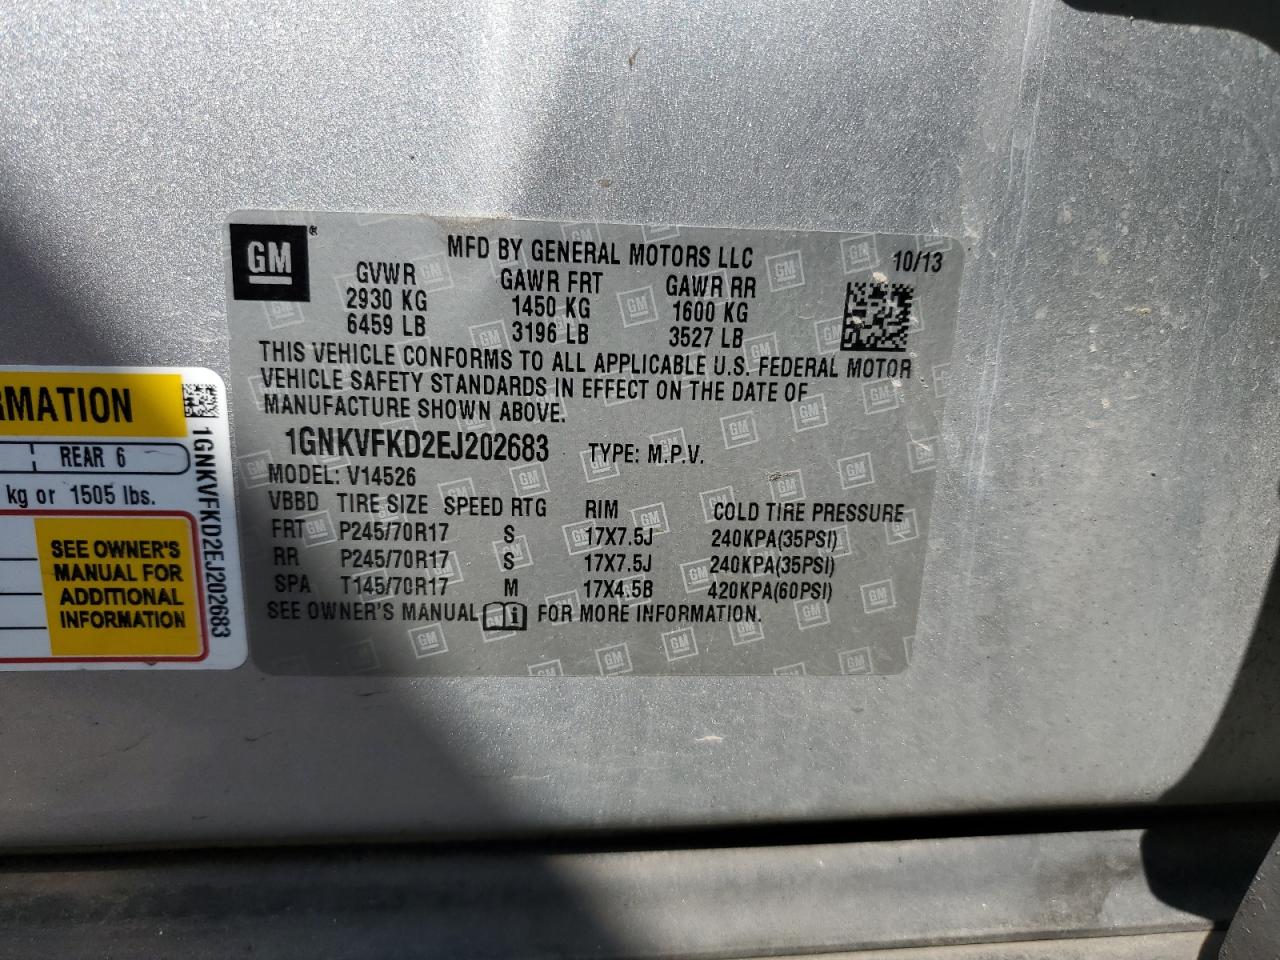 GM®
MFD BY GENERAL MOTORS LLC
10/13
GVWR GAWR FRT GAWR RR
2930 KG 1450 KG 1600 KG
6459 LB 3196 LB 3527 LB
THIS VEHICLE CONFORMS TO ALL APPLICABLE U.S. FEDERAL MOTOR
VEHICLE SAFETY STANDARDS IN EFFECT ON THE DATE OF
MANUFACTURE SHOWN ABOVE.
1GNKVFKD2EJ202683 TYPE: M.P.V.
MODEL: V14526
VBBD TIRE SIZE SPEED RTG RIM COLD TIRE PRESSURE
FRT P245/70R17 S 17X7.5J 240KPA(35PSI)
RR P245/70R17 S 17X7.5J 240KPA(35PSI)
SPA T145/70R17 M 17X4.5B 420KPA(60PSI)
SEE OWNER'S MANUAL i FOR MORE INFORMATION.
RMATION
REAR 6
kg or 1505 lbs.
SEE OWNER'S
MANUAL FOR
ADDITIONAL
INFORMATION
1GNKVFKD2EJ202683